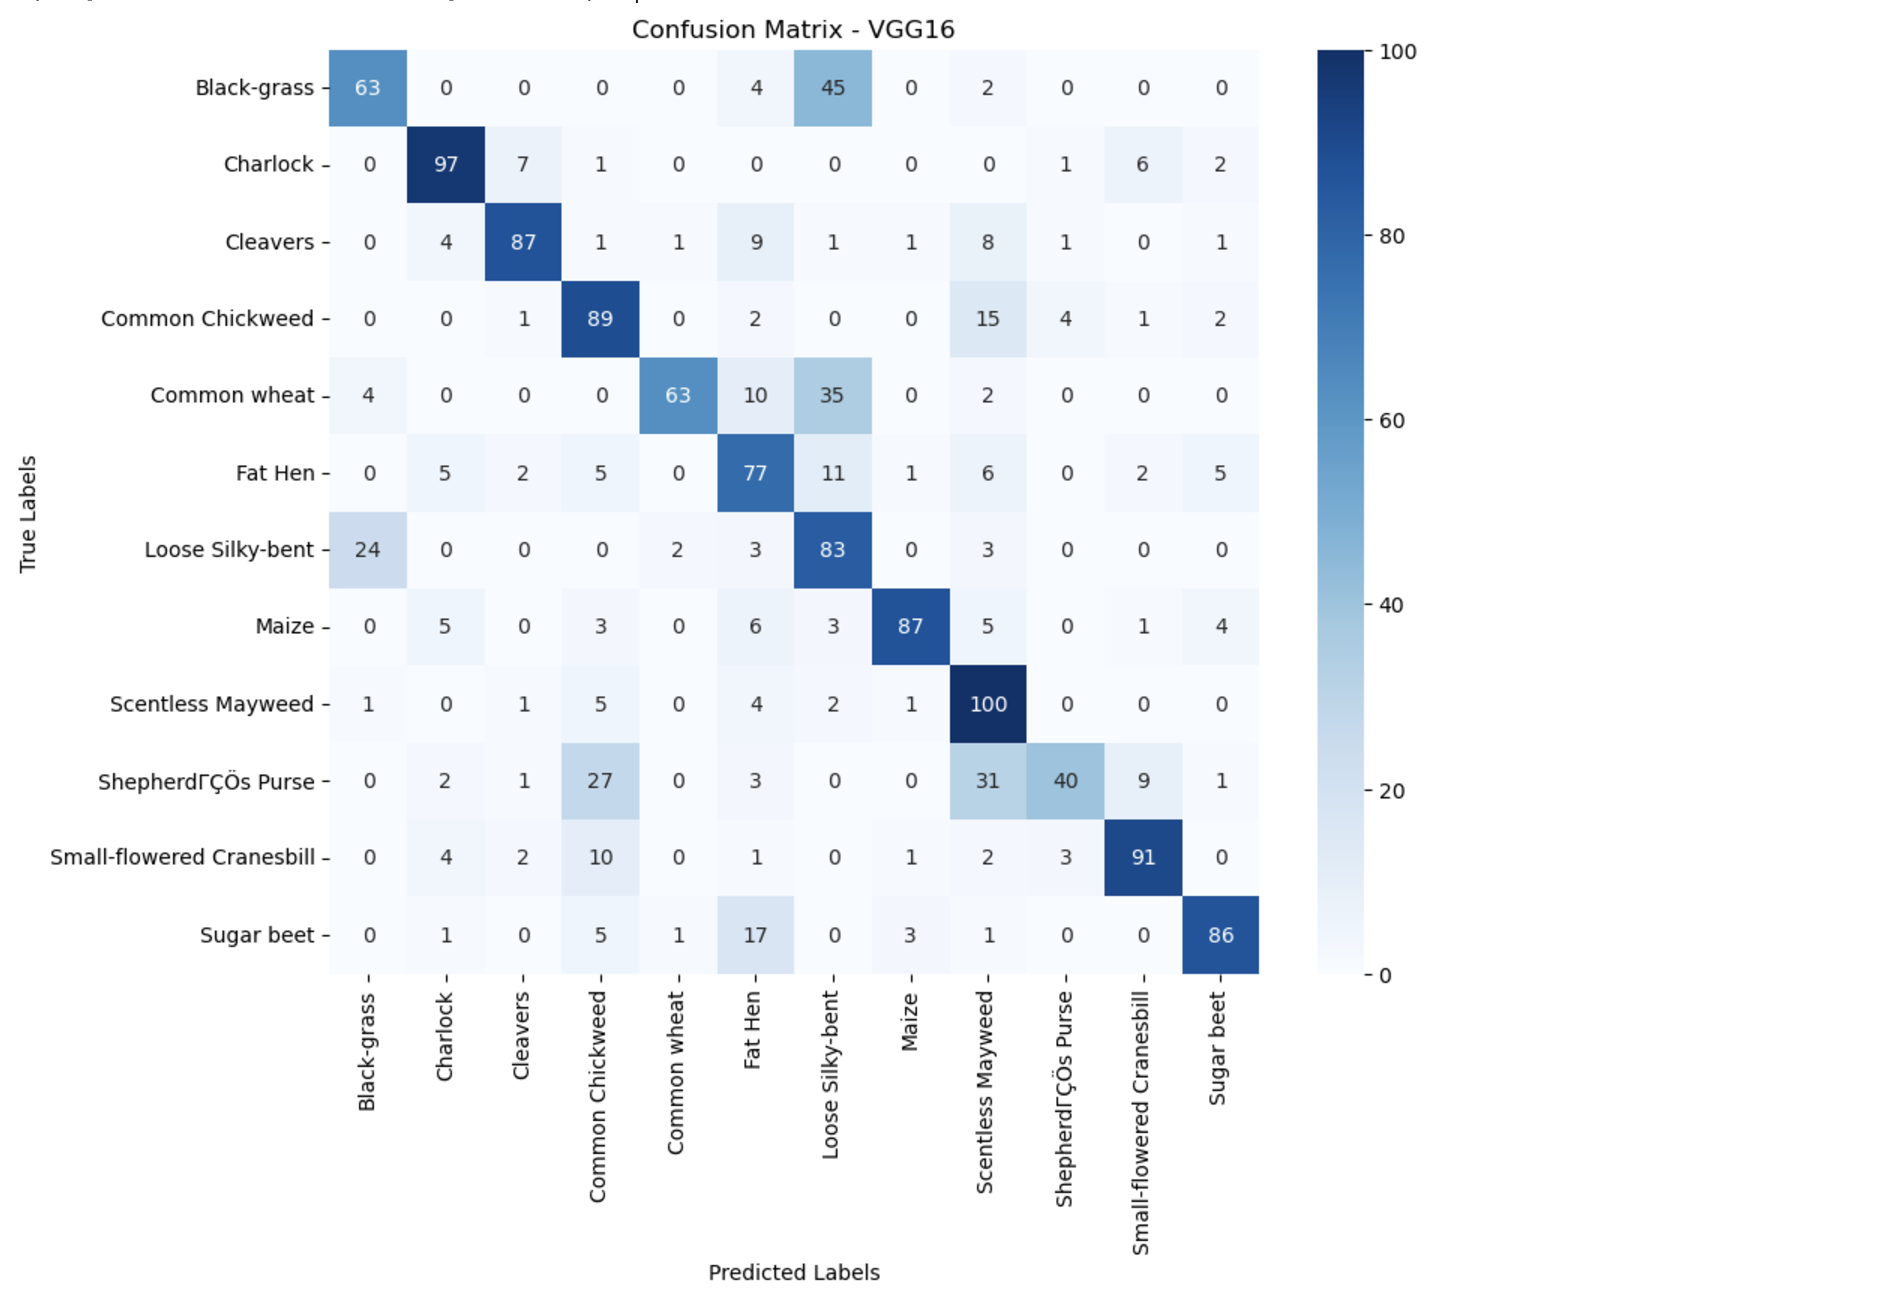 Confusion Matrix - VGG16
Black-grass 63 0 0 0 0 4 45 0 2 0 0 0
Charlock 0 97 7 1 0 0 0 0 0 1 6 2
Cleavers 0 4 87 1 1 9 1 1 8 1 0 1
Common Chickweed 0 0 1 89 0 2 0 0 15 4 1 2
Common wheat 4 0 0 0 63 10 35 0 2 0 0 0
Fat Hen 0 5 2 5 0 77 11 1 6 0 2 5
Loose Silky-bent 24 0 0 0 2 3 83 0 3 0 0 0
Maize 0 5 0 3 0 6 3 87 5 0 1 4
Scentless Mayweed 1 0 1 5 0 4 2 1 100 0 0 0
ShepherdΓÇÖs Purse 0 2 1 27 0 3 0 0 31 40 9 1
Small-flowered Cranesbill 0 4 2 10 0 1 0 1 2 3 91 0
Sugar beet 0 1 0 5 1 17 0 3 1 0 0 86
True Labels
Black-grass
Charlock
Cleavers
Common Chickweed
Common wheat
Fat Hen
Loose Silky-bent
Maize
Scentless Mayweed
ShepherdΓÇÖs Purse
Small-flowered Cranesbill
Sugar beet
Predicted Labels
100
80
60
40
20
0